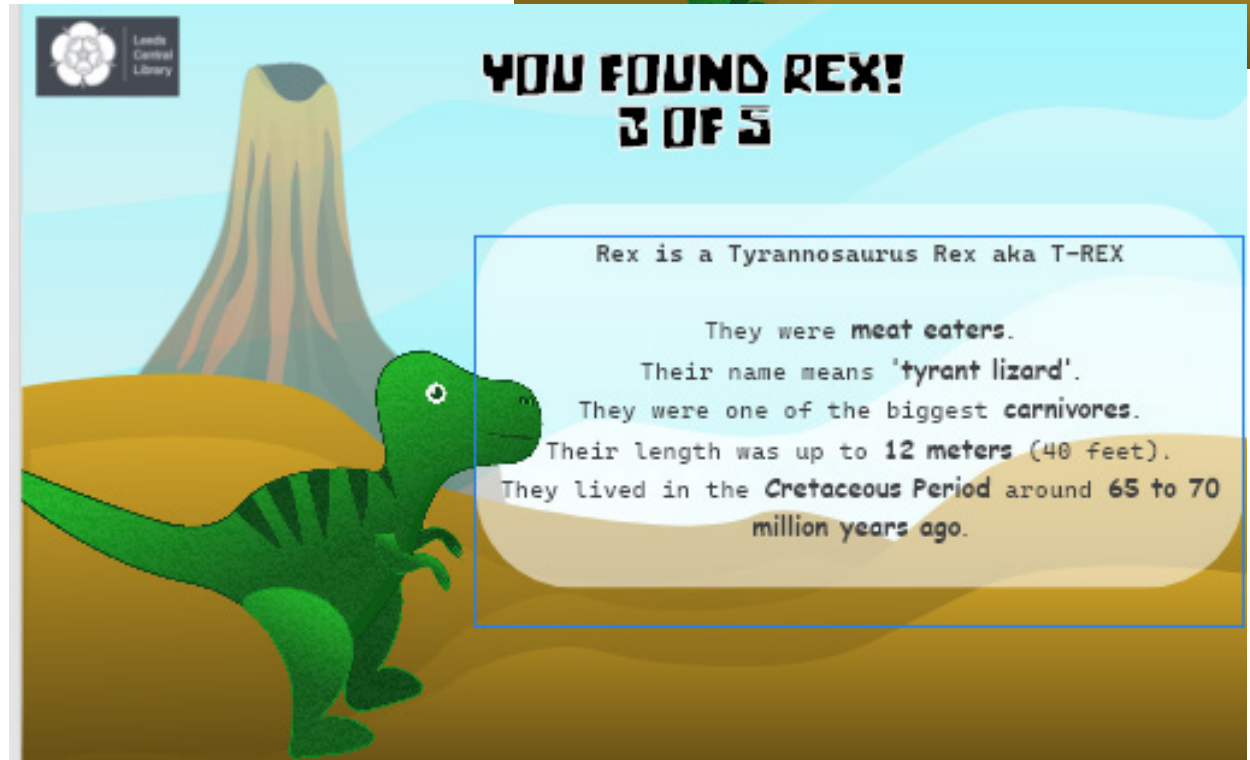 Leeds
Central
Library
YOU FOUND REX!
3 OF 5
Rex is a Tyrannosaurus Rex aka T-REX
They were meat eaters.
Their name means 'tyrant lizard'.
They were one of the biggest carnivores.
Their length was up to 12 meters (40 feet).
They lived in the Cretaceous Period around 65 to 70
million years ago.